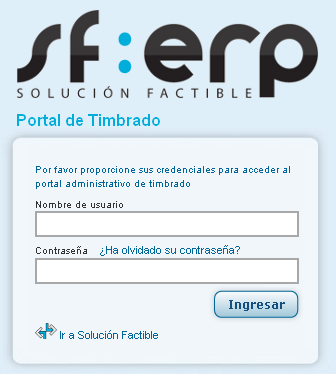 sf:erp
SOLUCIÓN FACTIBLE
Portal de Timbrado
Por favor proporcione sus credenciales para acceder al
portal administrativo de timbrado
Nombre de usuario
Contraseña ¿Ha olvidado su contraseña?
Ingresar
Ir a Solución Factible